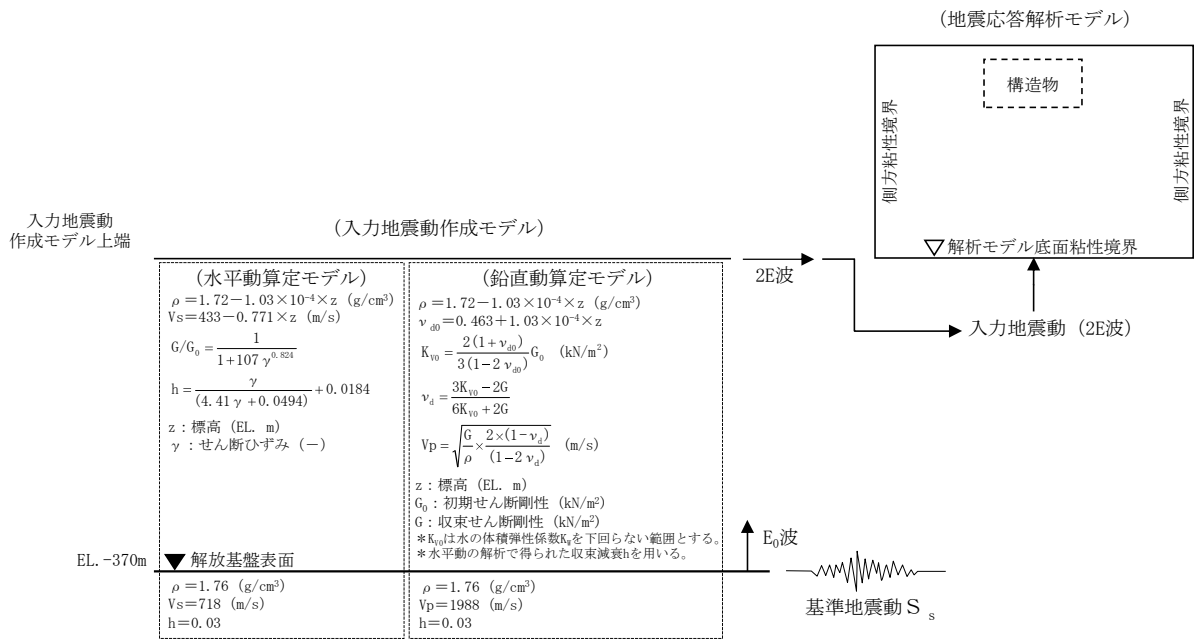 (地震応答解析モデル)
構造物
側方粘性境界
側方粘性境界
▽解析モデル底面粘性境界
入力地震動
作成モデル上端
(入力地震動作成モデル)
2E波
入力地震動 (2E波)
(水平動算定モデル)
ρ=1.72-1.03×10⁻⁴×z (g/cm³)
Vs=433-0.771×z (m/s)
G/G₀ = 1/(1+107γ^0.824)
h = γ/(4.41γ+0.0494) + 0.0184
z:標高 (EL. m)
γ:せん断ひずみ (-)
(鉛直動算定モデル)
ρ=1.72-1.03×10⁻⁴×z (g/cm³)
ν_d0=0.463+1.03×10⁻⁴×z
K_V0 = 2(1+ν_d0)/3(1-2ν_d0) G₀ (kN/m²)
ν_d = (3K_V0-2G)/(6K_V0+2G)
Vp = √(G/ρ × 2×(1-ν_d)/(1-2ν_d)) (m/s)
z:標高 (EL. m)
G₀:初期せん断剛性 (kN/m²)
G:収束せん断剛性 (kN/m²)
*K_V0は水の体積弾性係数K_Wを下回らない範囲とする。
*水平動の解析で得られた収束減衰hを用いる。
EL.-370m ▼ 解放基盤表面
E₀波
ρ=1.76 (g/cm³)
Vs=718 (m/s)
h=0.03
ρ=1.76 (g/cm³)
Vp=1988 (m/s)
h=0.03
基準地震動Ss